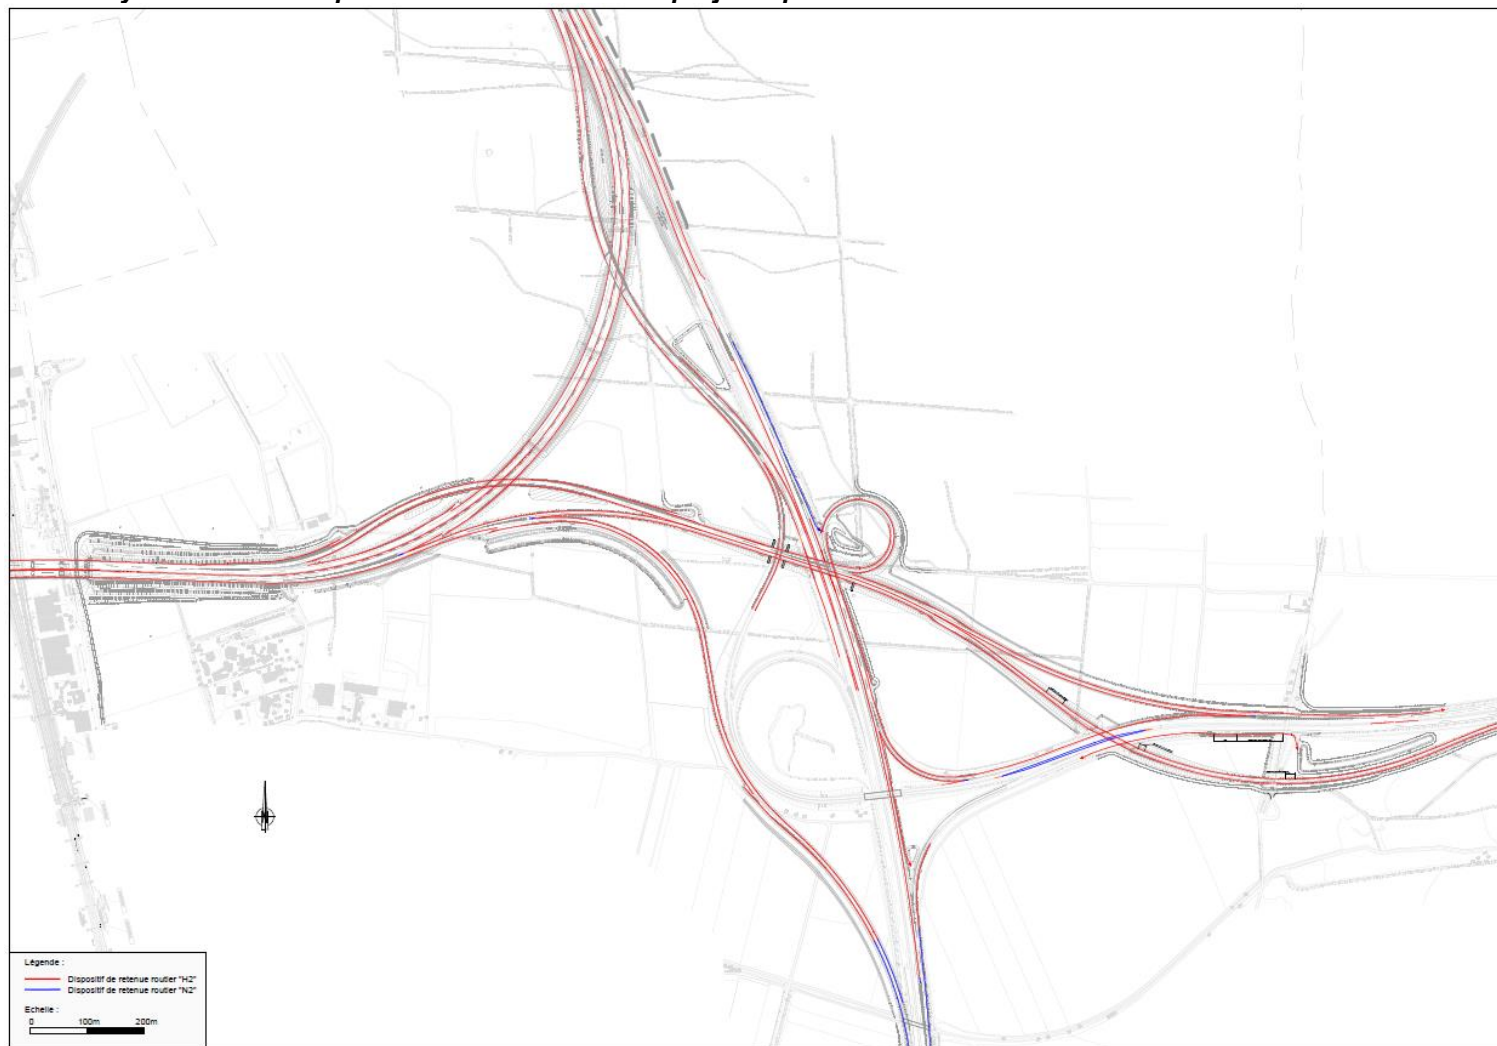 Légende :
Dispositif de retenue routier "H2"
Dispositif de retenue routier "N2"
Echelle :
0 100m 200m